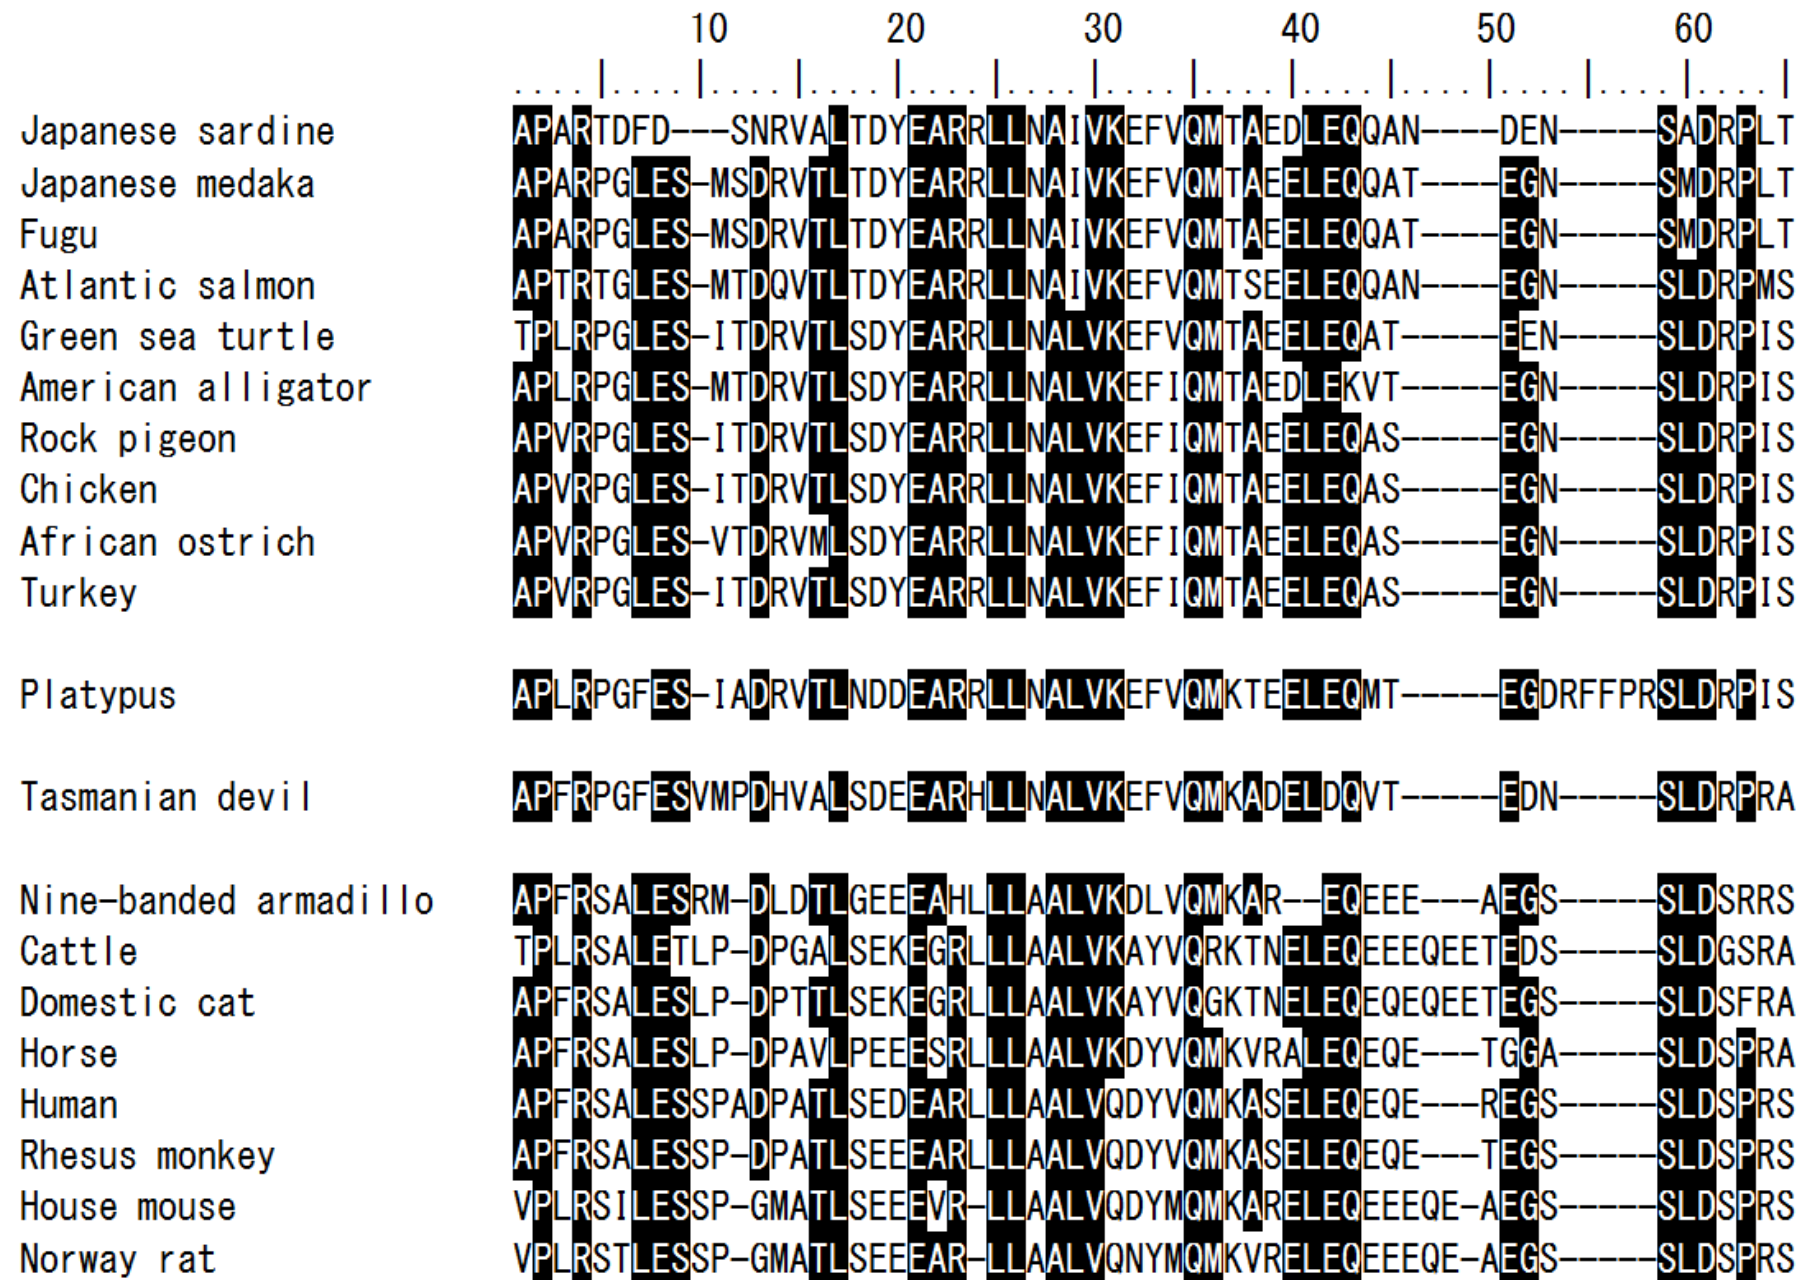 10 20 30 40 50 60
....|....|....|....|....|....|....|....|....|....|....|....|....|
Japanese sardine APARTDFD---SNRVALTDYEARRLLNAIVKEFVQMTAEDLEQQAN----DEN-----SADRPLT
Japanese medaka APARPGLES-MSDRVTLTDYEARRLLNAIVKEFVQMTAEELEQQAT----EGN-----SMDRPLT
Fugu APARPGLES-MSDRVTLTDYEARRLLNAIVKEFVQMTAEELEQQAT----EGN-----SMDRPLT
Atlantic salmon APTRTGLES-MTDQVTLTDYEARRLLNAIVKEFVQMTSEELEQQAN----EGN-----SLDRPMS
Green sea turtle TPLRPGLES-ITDRVTLSDYEARRLLNALVKEFVQMTAEELEQAT-----EEN-----SLDRPIS
American alligator APLRPGLES-MTDRVTLSDYEARRLLNALVKEFIQMTAEDLEKVT-----EGN-----SLDRPIS
Rock pigeon APVRPGLES-ITDRVTLSDYEARRLLNALVKEFIQMTAEELEQAS-----EGN-----SLDRPIS
Chicken APVRPGLES-ITDRVTLSDYEARRLLNALVKEFIQMTAEELEQAS-----EGN-----SLDRPIS
African ostrich APVRPGLES-VTDRVMLSDYEARRLLNALVKEFIQMTAEELEQAS-----EGN-----SLDRPIS
Turkey APVRPGLES-ITDRVTLSDYEARRLLNALVKEFIQMTAEELEQAS-----EGN-----SLDRPIS
Platypus APLRPGFES-IADRVTLNDDEARRLLNALVKEFVQMKTEELEQMT-----EGDRFFPRSLDRPIS
Tasmanian devil APFRPGFESVMPDHVALSDEEARHLLNALVKEFVQMKADELDQVT-----EDN-----SLDRPRA
Nine-banded armadillo APFRSALESRM-DLDTLGEEEAHLLLAALVKDLVQMKAR--EQEEE---AEGS-----SLDSRRS
Cattle TPLRSALETLP-DPGALSEKEGRLLLAALVKAYVQRKTNELEQEEEQEETEDS-----SLDGSRA
Domestic cat APFRSALESLP-DPTTLSEKEGRLLLAALVKAYVQGKTNELEQEQEQEETEGS-----SLDSFRA
Horse APFRSALESLP-DPAVLPEEESRLLLAALVKDYVQMKVRALEQEQE---TGGA-----SLDSPRA
Human APFRSALESSPADPATLSEDEARLLLAALVQDYVQMKASELEQEQE---REGS-----SLDSPRS
Rhesus monkey APFRSALESSP-DPATLSEEEARLLLAALVQDYVQMKASELEQEQE---TEGS-----SLDSPRS
House mouse VPLRSILESSP-GMATLSEEEVR-LLAALVQDYMQMKARELEQEEEQE-AEGS-----SLDSPRS
Norway rat VPLRSTLESSP-GMATLSEEEAR-LLAALVQNYMQMKVRELEQEEEQE-AEGS-----SLDSPRS